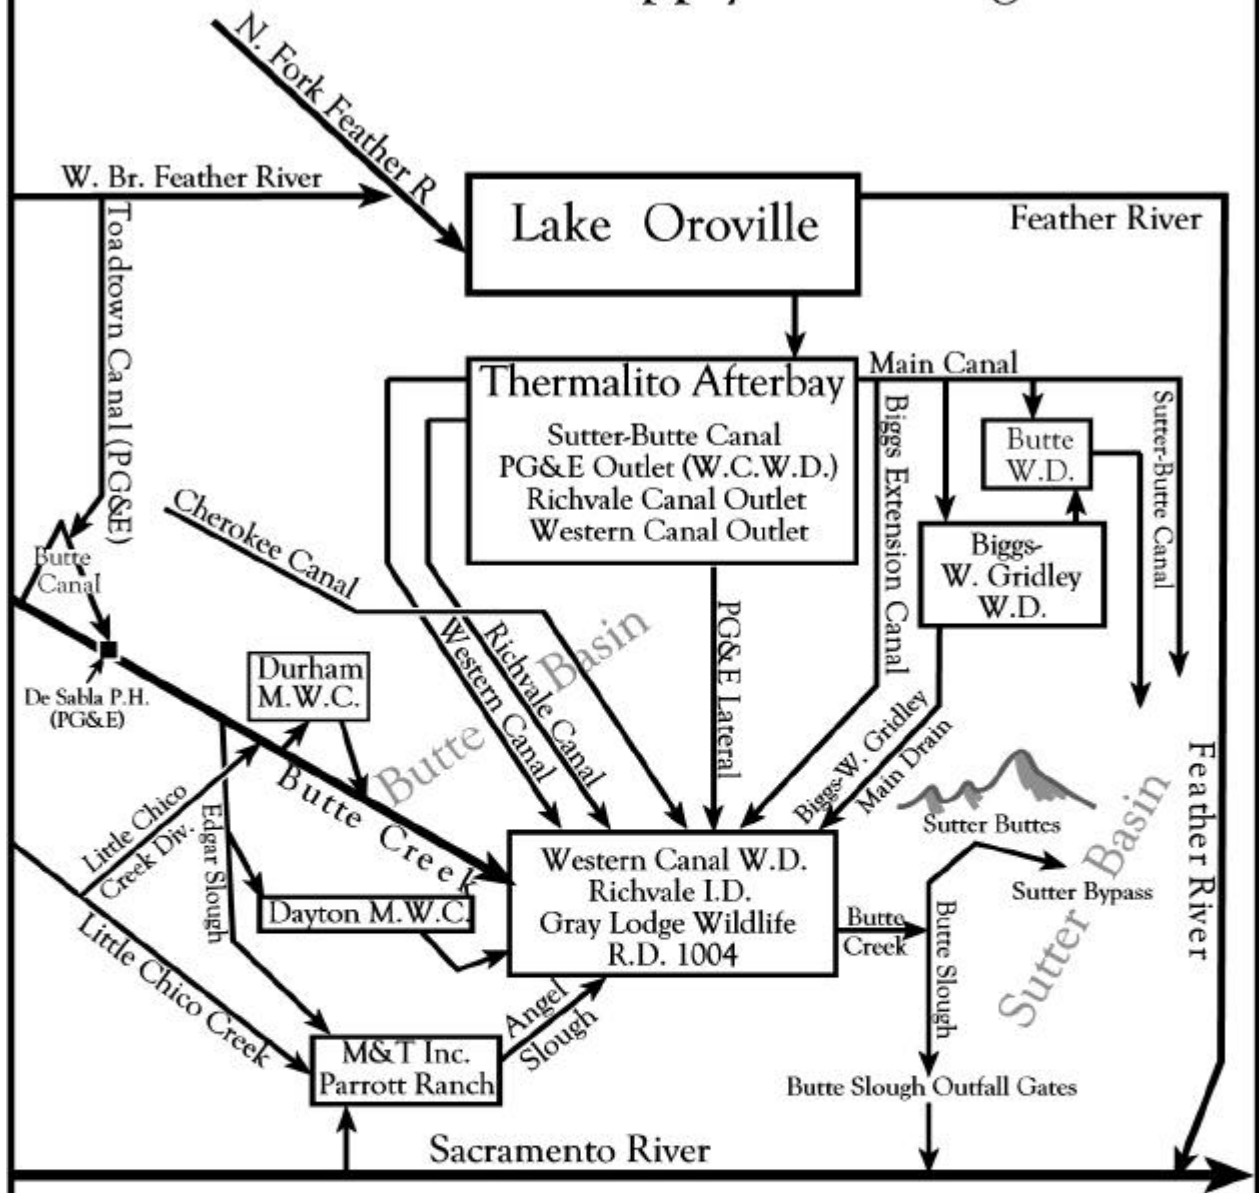 N. Fork Feather R
W. Br. Feather River
Lake Oroville
Feather River
Toadtown Canal (PG&E)
Main Canal
Thermalito Afterbay
Sutter-Butte Canal
PG&E Outlet (W.C.W.D.)
Richvale Canal Outlet
Western Canal Outlet
Biggs Extension Canal
Butte
W.D.
Sutter-Butte Canal
Cherokee Canal
Butte
Canal
Biggs-
W. Gridley
W.D.
PG&E Lateral
Richvale Canal
Western Canal
Butte Basin
De Sabla P.H.
(PG&E)
Durham
M.W.C.
Biggs-W. Gridley
Main Drain
Butte Creek
Little Chico
Creek Div.
Edgar Slough
Sutter Buttes
Sutter Bypass
Sutter Basin
Feather River
Western Canal W.D.
Richvale I.D.
Gray Lodge Wildlife
R.D. 1004
Dayton M.W.C.
Butte
Creek
Butte Slough
Little Chico Creek
Angel
Slough
M&T Inc.
Parrott Ranch
Butte Slough Outfall Gates
Sacramento River